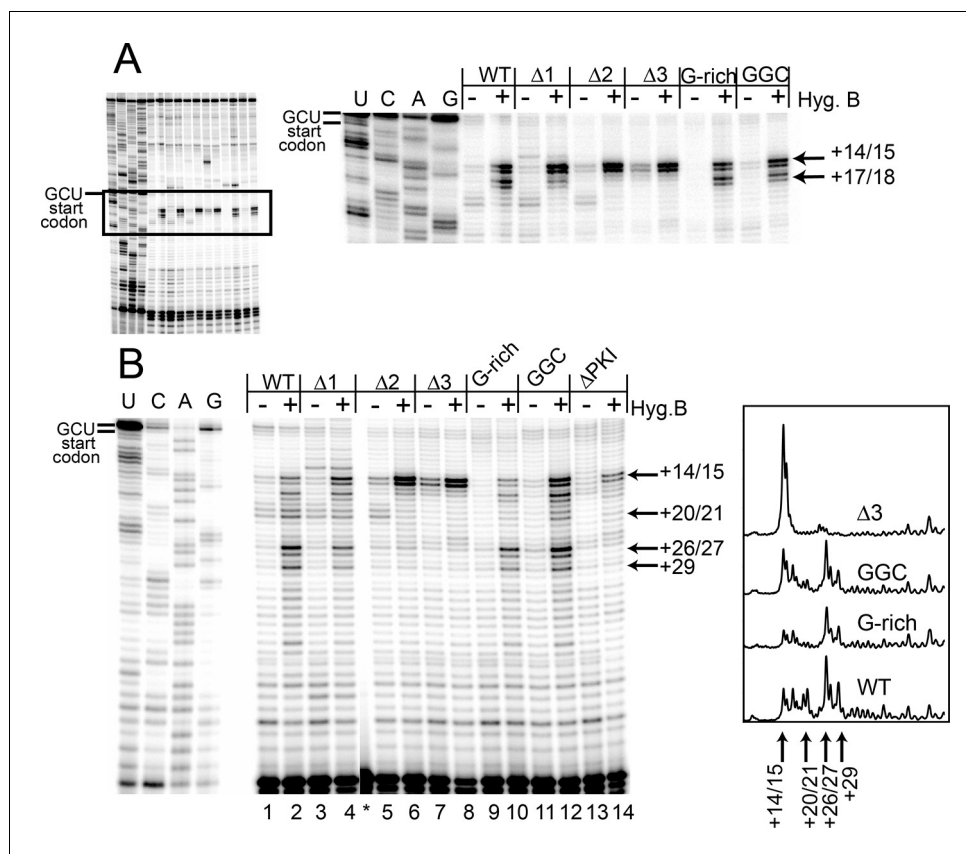 A
WT Δ1 Δ2 Δ3 G-rich GGC
U C A G - + - + - + - + - + - + Hyg. B
GCU
start
codon
+14/15
+17/18
GCU
start
codon
B
WT Δ1 Δ2 Δ3 G-rich GGC ΔPKI
U C A G - + - + - + - + - + - + - + Hyg.B
GCU
start
codon
+14/15
+20/21
+26/27
+29
1 2 3 4 * 5 6 7 8 9 10 11 12 13 14
Δ3
GGC
G-rich
WT
+14/15
+20/21
+26/27
+29